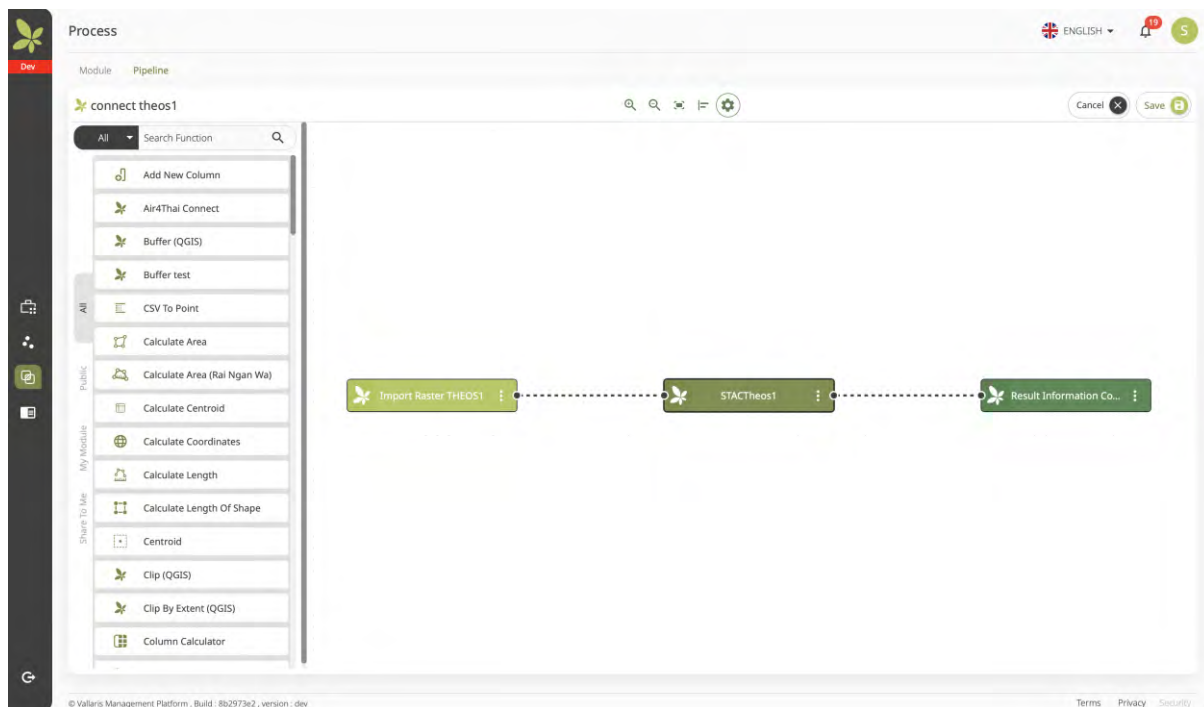 Process
ENGLISH
19
S
Dev
Module Pipeline
connect theos1
Cancel
Save
All
Search Function
Add New Column
Air4Thai Connect
Buffer (QGIS)
Buffer test
CSV To Point
Calculate Area
Calculate Area (Rai Ngan Wa)
Calculate Centroid
Calculate Coordinates
Calculate Length
Calculate Length Of Shape
Centroid
Clip (QGIS)
Clip By Extent (QGIS)
Column Calculator
All
Public
My Module
Share To Me
Import Raster THEOS1
STACTheos1
Result Information Co...
© Vallaris Management Platform , Build : 8b2973e2 , version : dev
Terms Privacy Security